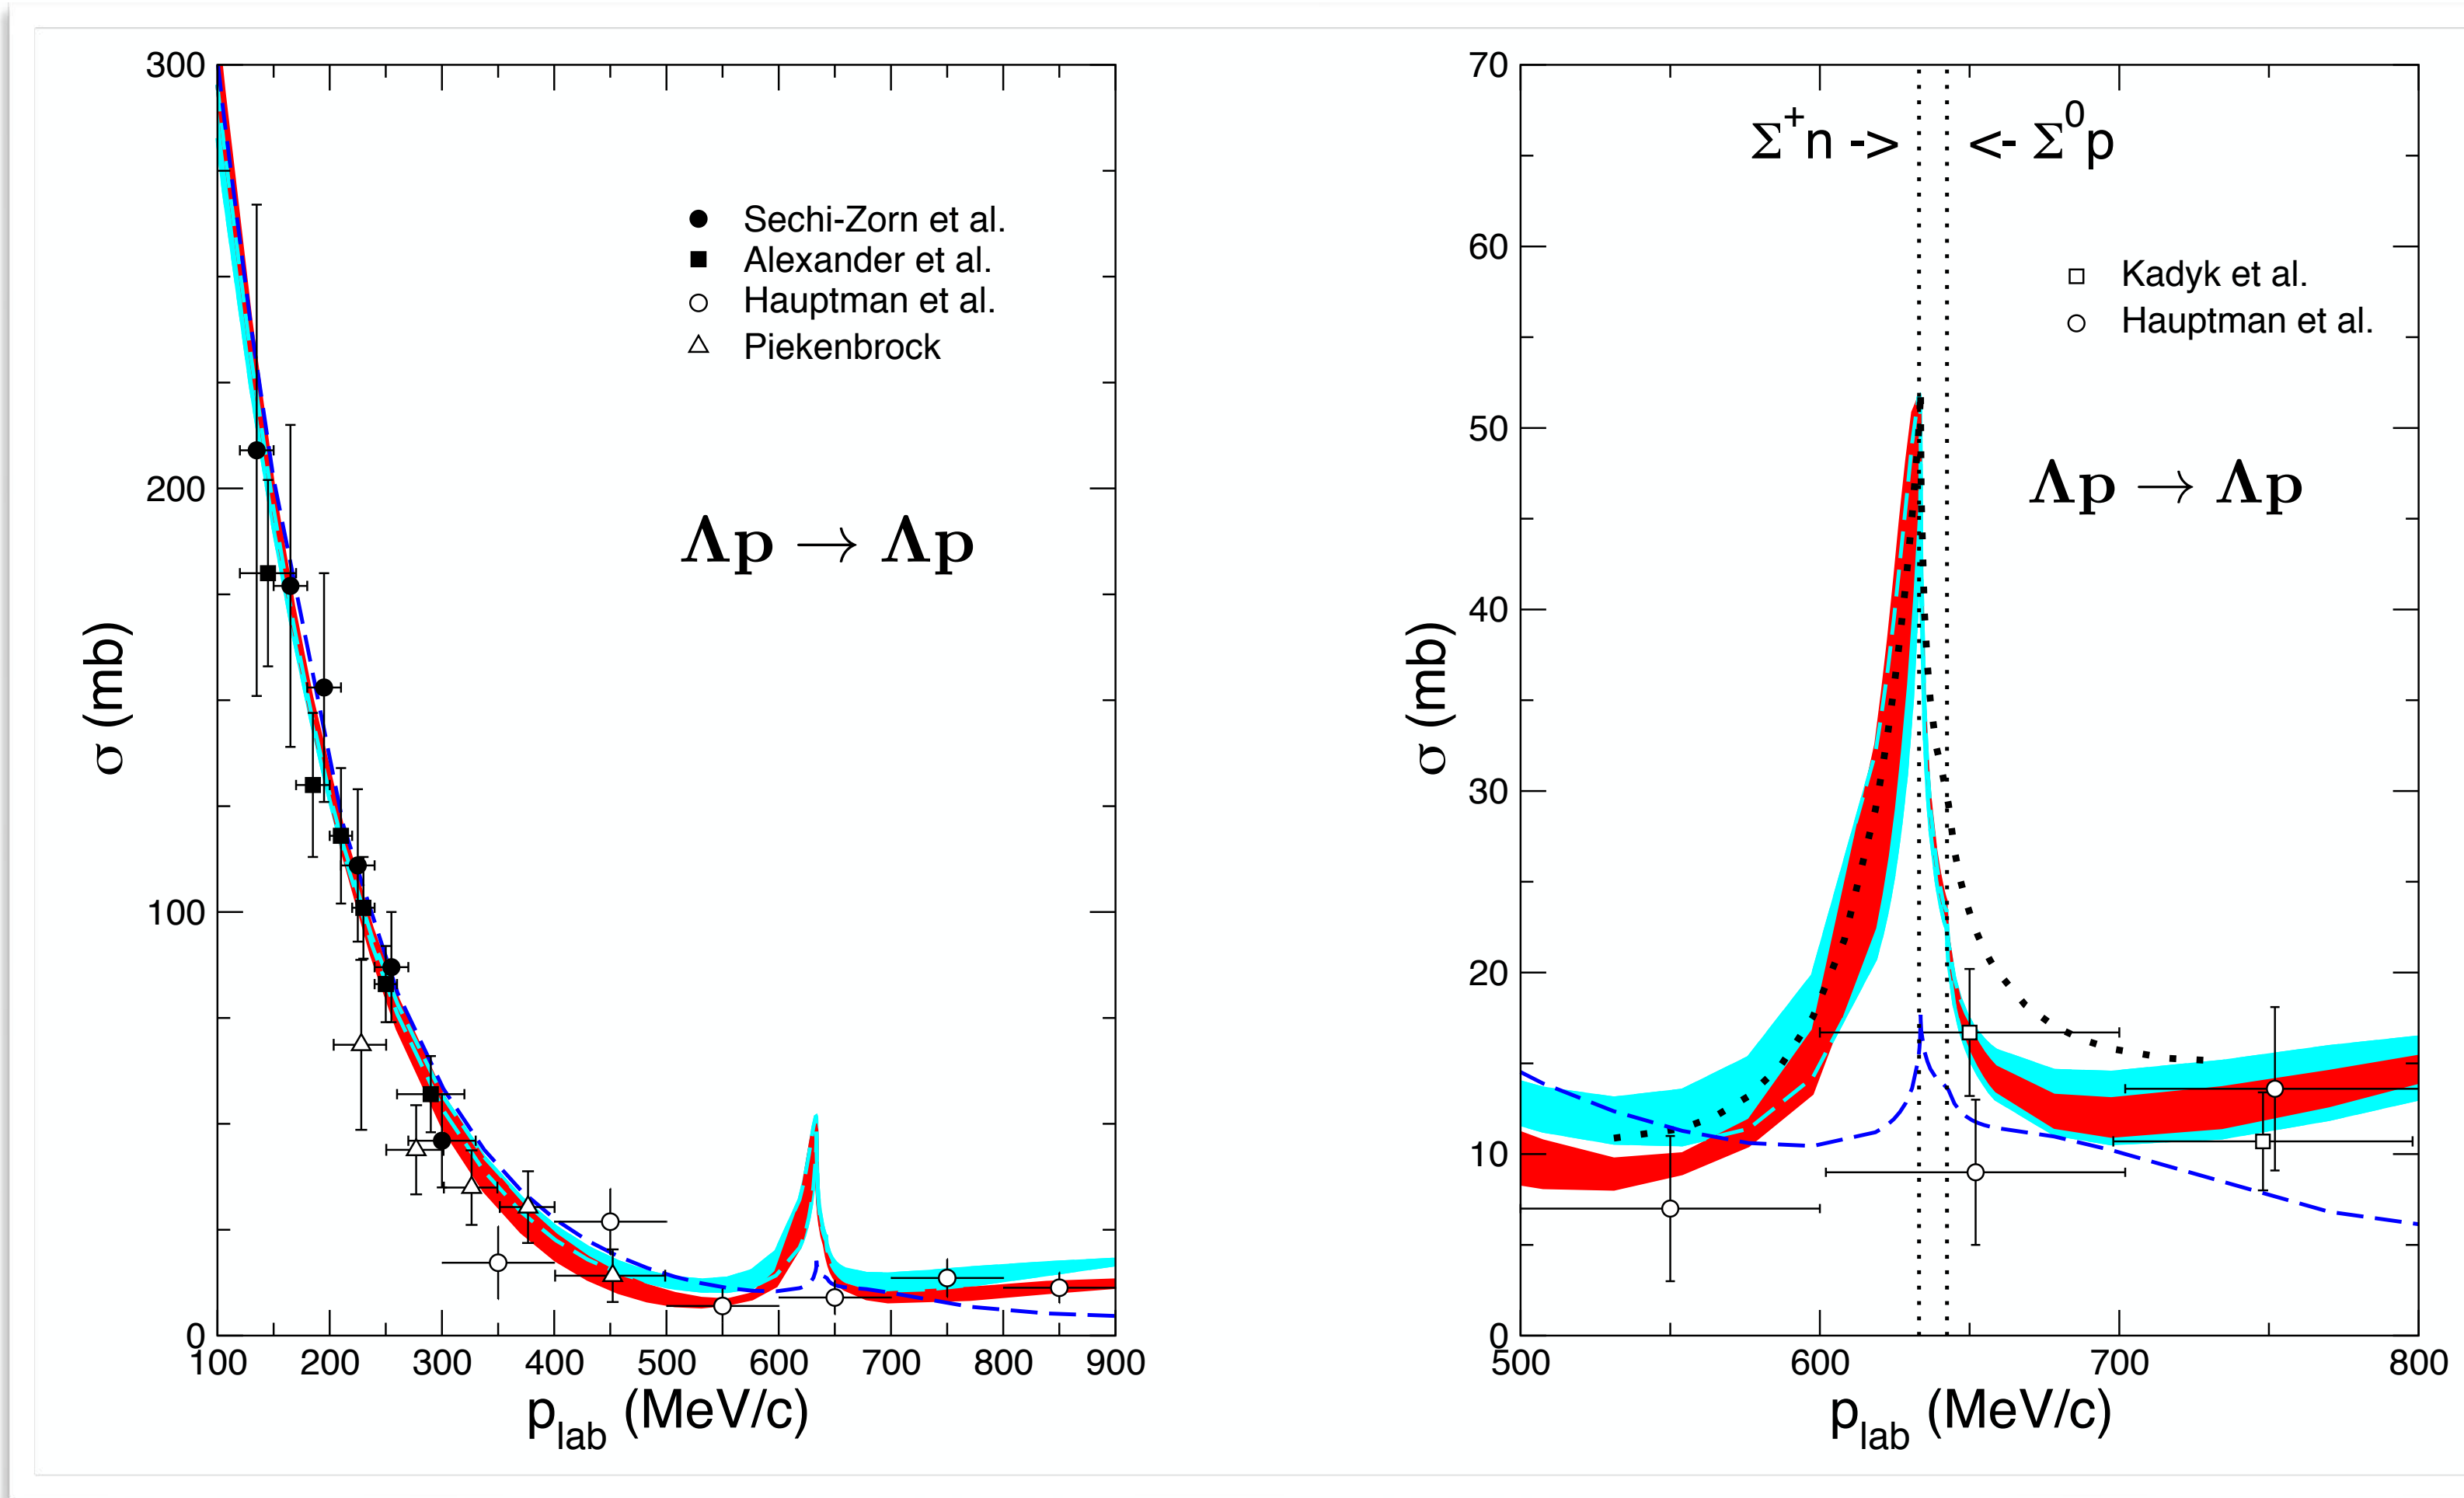 300
200
100
0
σ (mb)
Sechi-Zorn et al.
Alexander et al.
Hauptman et al.
Piekenbrock
Λp → Λp
100 200 300 400 500 600 700 800 900
p_lab (MeV/c)
70
60
50
40
30
20
10
0
σ (mb)
Σ⁺n -> <- Σ⁰p
Kadyk et al.
Hauptman et al.
Λp → Λp
500 600 700 800
p_lab (MeV/c)